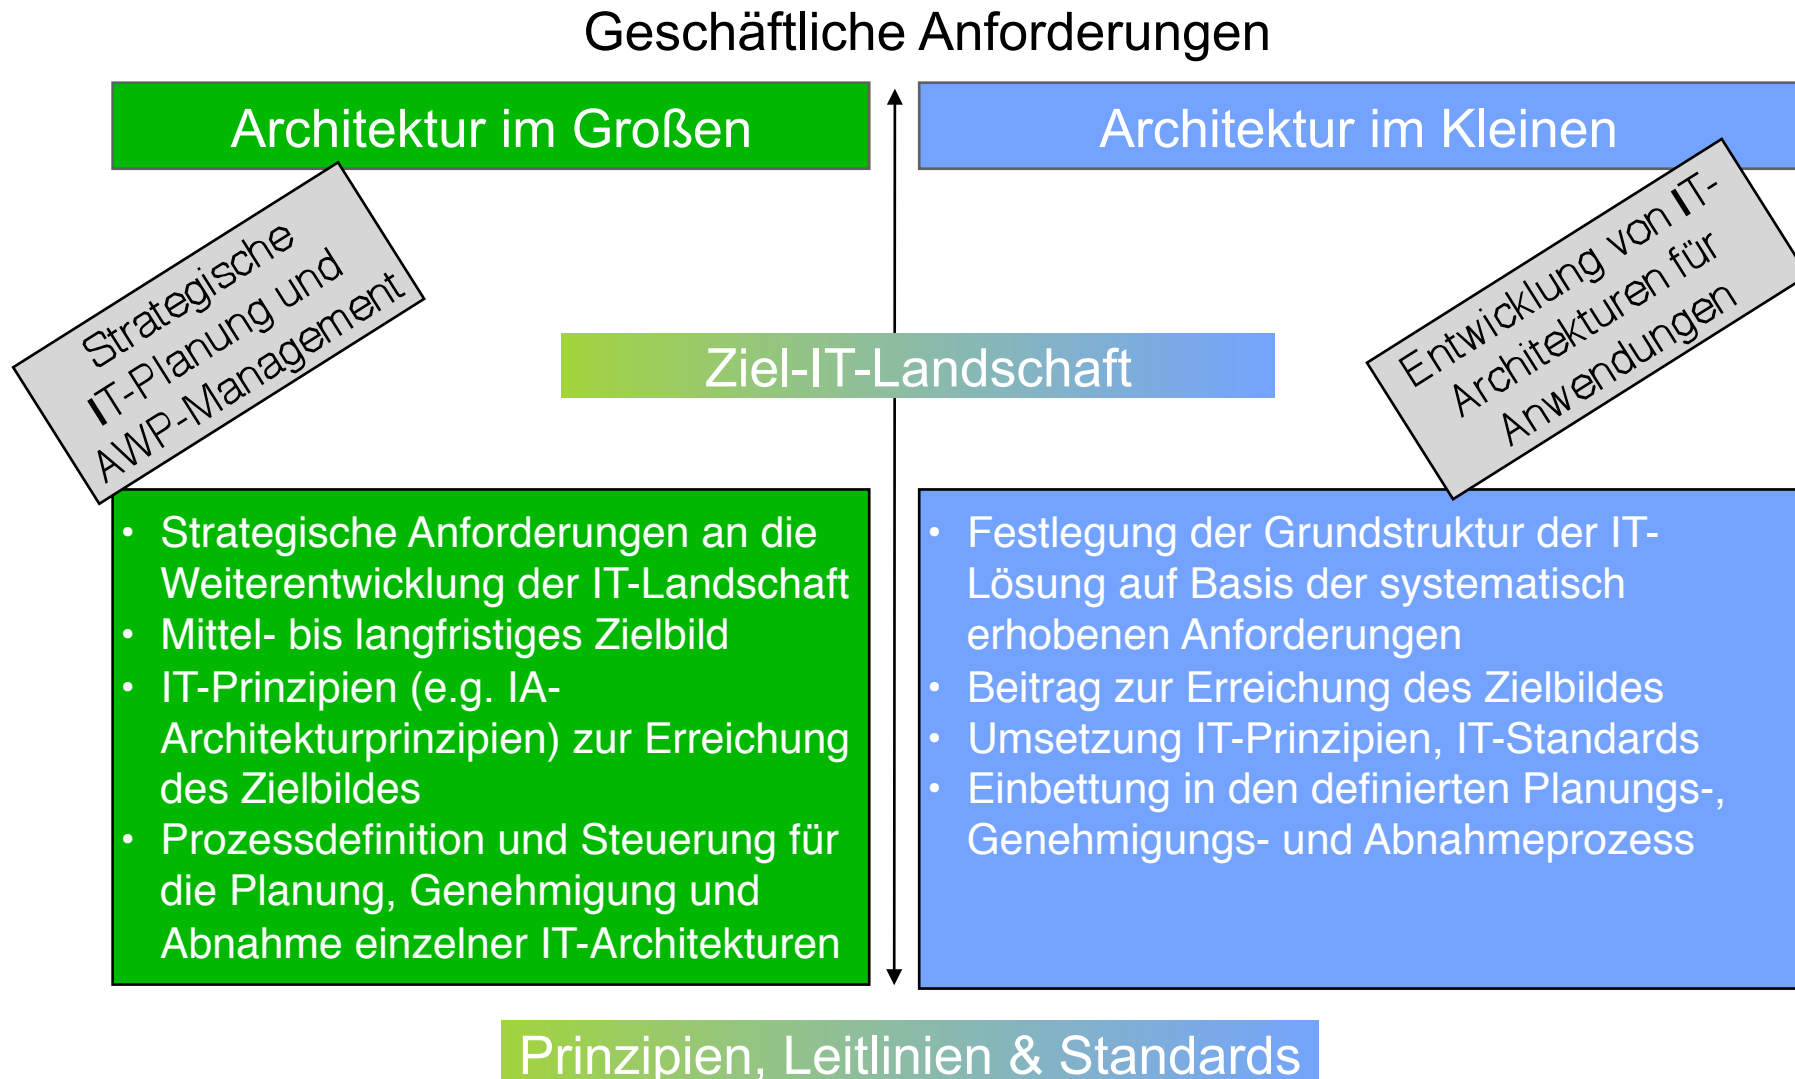 Geschäftliche Anforderungen
Architektur im Großen
Architektur im Kleinen
Strategische
IT-Planung und
AWP-Management
Entwicklung von IT-
Architekturen für
Anwendungen
Ziel-IT-Landschaft
• Strategische Anforderungen an die
Weiterentwicklung der IT-Landschaft
• Mittel- bis langfristiges Zielbild
• IT-Prinzipien (e.g. IA-
Architekturprinzipien) zur Erreichung
des Zielbildes
• Prozessdefinition und Steuerung für
die Planung, Genehmigung und
Abnahme einzelner IT-Architekturen
• Festlegung der Grundstruktur der IT-
Lösung auf Basis der systematisch
erhobenen Anforderungen
• Beitrag zur Erreichung des Zielbildes
• Umsetzung IT-Prinzipien, IT-Standards
• Einbettung in den definierten Planungs-,
Genehmigungs- und Abnahmeprozess
Prinzipien, Leitlinien & Standards